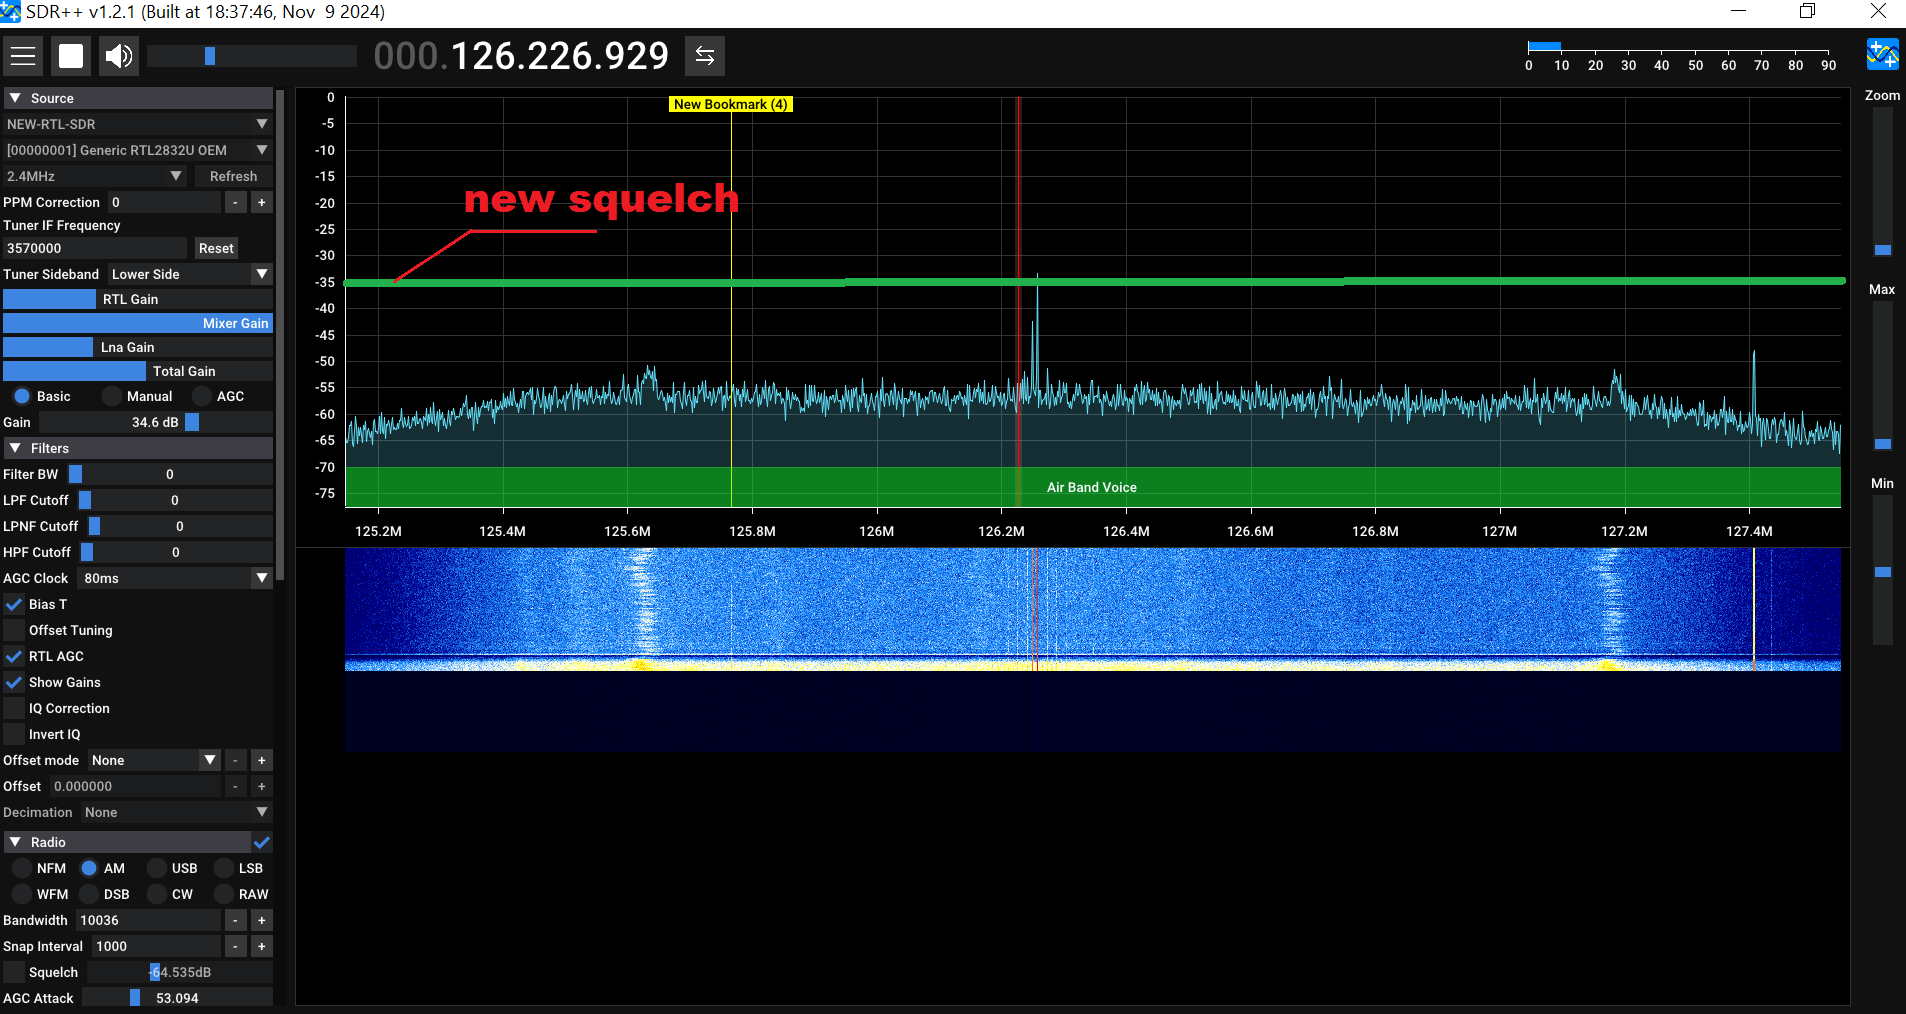 SDR++ v1.2.1 (Built at 18:37:46, Nov 9 2024)
000.126.226.929
0 10 20 30 40 50 60 70 80 90
Source
NEW-RTL-SDR
[00000001] Generic RTL2832U OEM
2.4MHz Refresh
PPM Correction 0 - +
Tuner IF Frequency
3570000 Reset
Tuner Sideband Lower Side
RTL Gain
Mixer Gain
Lna Gain
Total Gain
Basic Manual AGC
Gain 34.6 dB
Filters
Filter BW 0
LPF Cutoff 0
LPNF Cutoff 0
HPF Cutoff 0
AGC Clock 80ms
Bias T
Offset Tuning
RTL AGC
Show Gains
IQ Correction
Invert IQ
Offset mode None - +
Offset 0.000000 - +
Decimation None
Radio
NFM AM USB LSB
WFM DSB CW RAW
Bandwidth 10036 - +
Snap Interval 1000 - +
Squelch -64.535dB
AGC Attack 53.094
New Bookmark (4)
new squelch
0
-5
-10
-15
-20
-25
-30
-35
-40
-45
-50
-55
-60
-65
-70
-75
Air Band Voice
125.2M 125.4M 125.6M 125.8M 126M 126.2M 126.4M 126.6M 126.8M 127M 127.2M 127.4M
Zoom
Max
Min